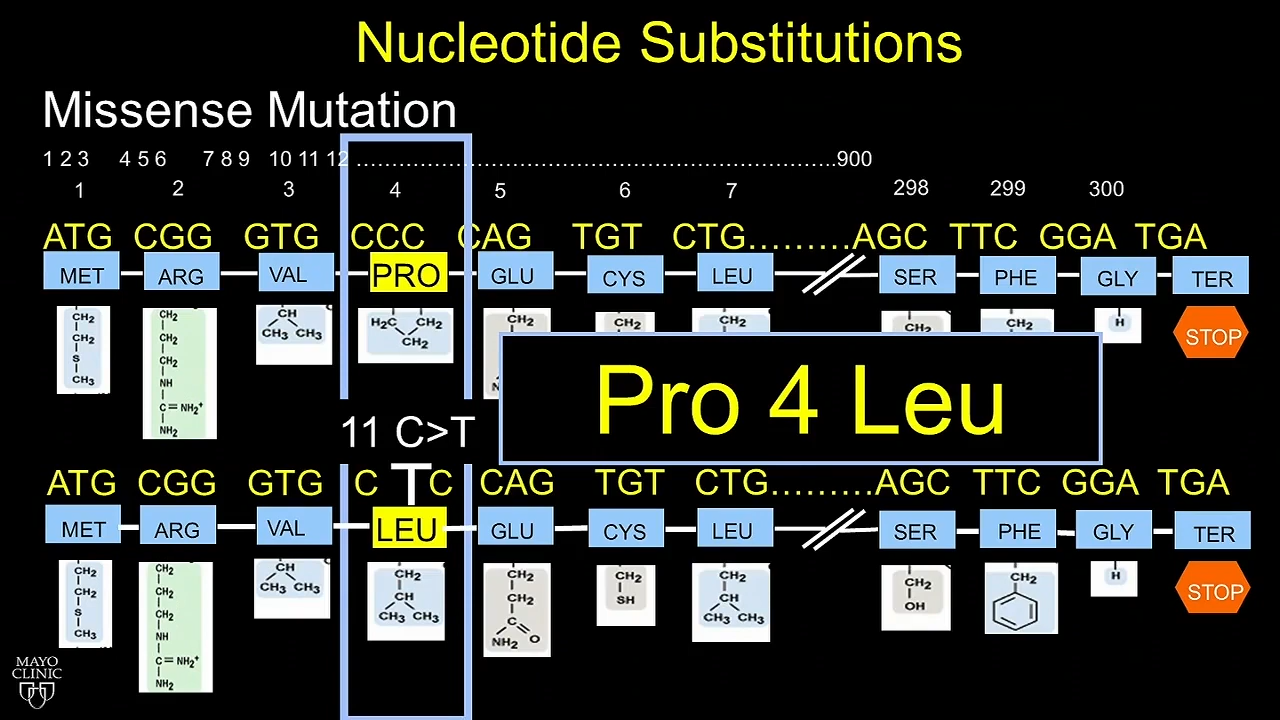 Nucleotide Substitutions
Missense Mutation
1 2 3 4 5 6 7 8 9 10 11 12 ............................................................900
1 2 3 4 5 6 7 298 299 300
ATG CGG GTG CCC CAG TGT CTG.........AGC TTC GGA TGA
MET ARG VAL PRO GLU CYS LEU SER PHE GLY TER
CH₂ CH₂ S CH₃
CH₂ CH₂ CH₂ NH C=NH₂⁺ NH₂
CH CH₃ CH₃
H₂C CH₂ CH₂
CH₂
CH₂
CH₂
CH₂
CH₂
H
STOP
Pro 4 Leu
11 C>T
ATG CGG GTG C T C CAG TGT CTG.........AGC TTC GGA TGA
MET ARG VAL LEU GLU CYS LEU SER PHE GLY TER
CH₂ CH₂ S CH₃
CH₂ CH₂ CH₂ NH C=NH₂⁺ NH₂
CH CH₃ CH₃
CH₂ CH CH₃ CH₃
CH₂ CH₂ C O NH₂
CH₂ SH
CH₂ CH CH₃ CH₃
CH₂ OH
CH₂
H
STOP
MAYO
CLINIC